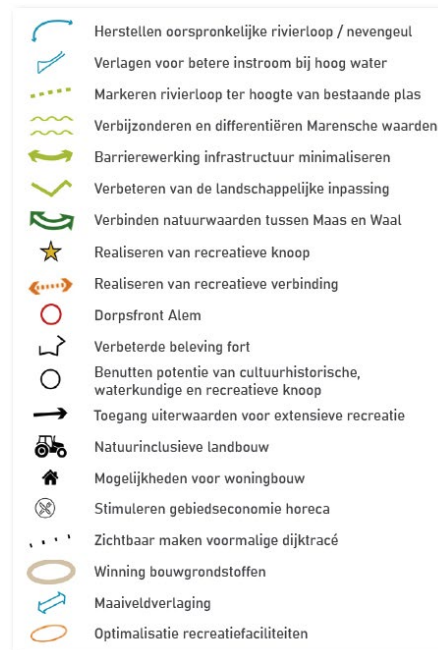 Herstellen oorspronkelijke rivierloop / nevengeul
Verlagen voor betere instroom bij hoog water
Markeren rivierloop ter hoogte van bestaande plas
Verbijzonderen en differentiëren Marensche waarden
Barrierewerking infrastructuur minimaliseren
Verbeteren van de landschappelijke inpassing
Verbinden natuurwaarden tussen Maas en Waal
Realiseren van recreatieve knoop
Realiseren van recreatieve verbinding
Dorpsfront Alem
Verbeterde beleving fort
Benutten potentie van cultuurhistorische,
waterkundige en recreatieve knoop
Toegang uiterwaarden voor extensieve recreatie
Natuurinclusieve landbouw
Mogelijkheden voor woningbouw
Stimuleren gebiedseconomie horeca
Zichtbaar maken voormalige dijktracé
Winning bouwgrondstoffen
Maaiveldverlaging
Optimalisatie recreatiefaciliteiten